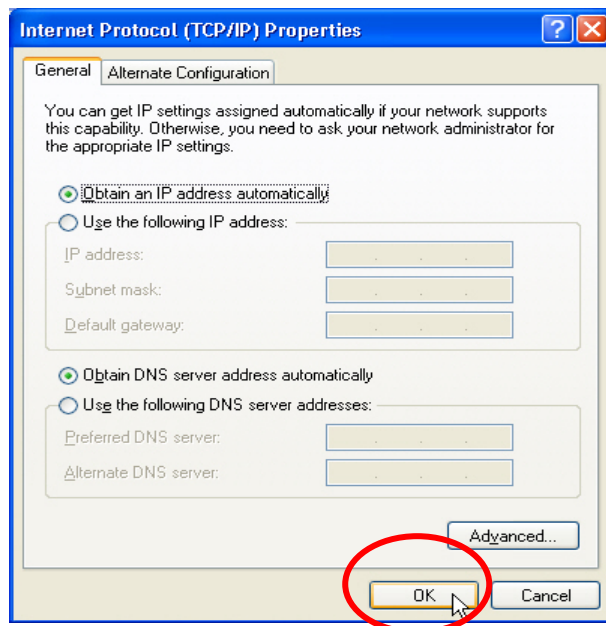 Internet Protocol (TCP/IP) Properties
General Alternate Configuration
You can get IP settings assigned automatically if your network supports
this capability. Otherwise, you need to ask your network administrator for
the appropriate IP settings.
Obtain an IP address automatically
Use the following IP address:
IP address:
Subnet mask:
Default gateway:
Obtain DNS server address automatically
Use the following DNS server addresses:
Preferred DNS server:
Alternate DNS server:
Advanced...
OK Cancel